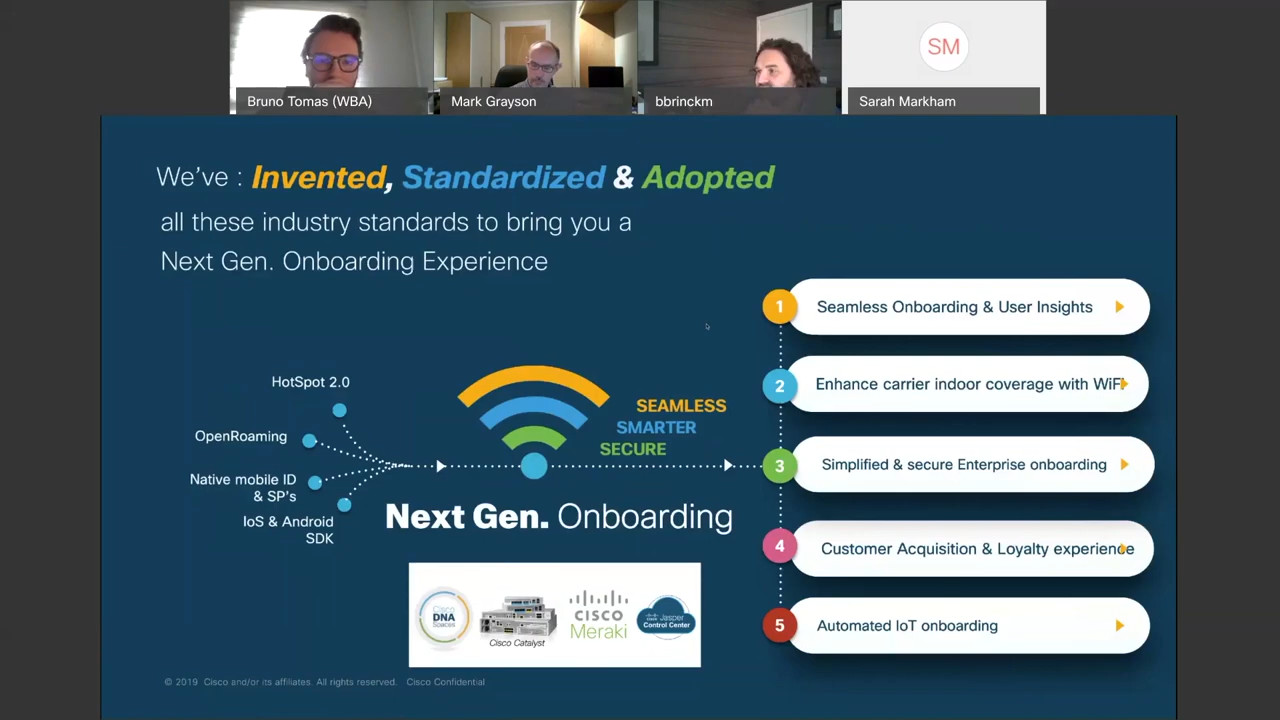 SM
Bruno Tomas (WBA)
Mark Grayson
bbrinckm
Sarah Markham
We've : Invented, Standardized & Adopted
all these industry standards to bring you a
Next Gen. Onboarding Experience
1 Seamless Onboarding & User Insights
2 Enhance carrier indoor coverage with WiFi
3 Simplified & secure Enterprise onboarding
4 Customer Acquisition & Loyalty experience
5 Automated IoT onboarding
HotSpot 2.0
OpenRoaming
Native mobile ID
& SP's
IoS & Android
SDK
SEAMLESS
SMARTER
SECURE
Next Gen. Onboarding
Cisco
DNA
Spaces
Cisco Catalyst
CISCO
Meraki
Jasper
Control Center
© 2019 Cisco and/or its affiliates. All rights reserved. Cisco Confidential